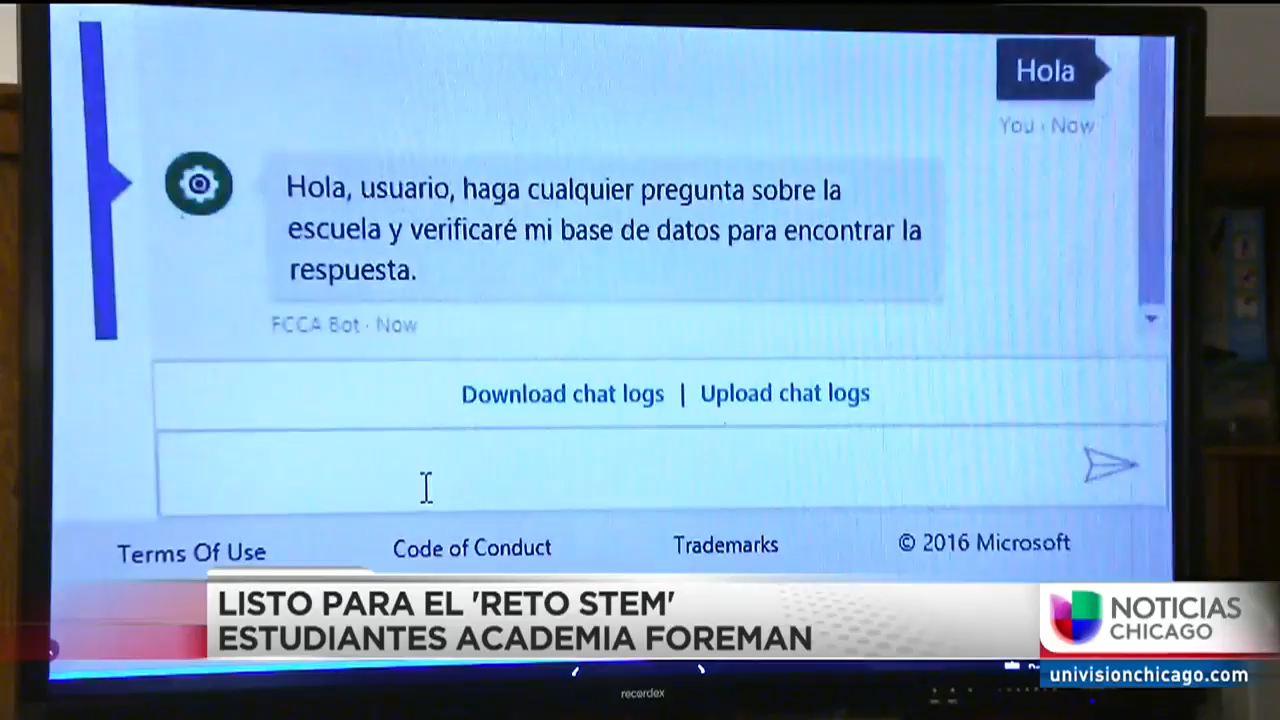 Hola
You · Now
Hola, usuario, haga cualquier pregunta sobre la
escuela y verificaré mi base de datos para encontrar la
respuesta.
FCCA Bot · Now
Download chat logs | Upload chat logs
Terms Of Use
Code of Conduct
Trademarks
© 2016 Microsoft
LISTO PARA EL 'RETO STEM'
ESTUDIANTES ACADEMIA FOREMAN
NOTICIAS
CHICAGO
univisionchicago.com
recordex